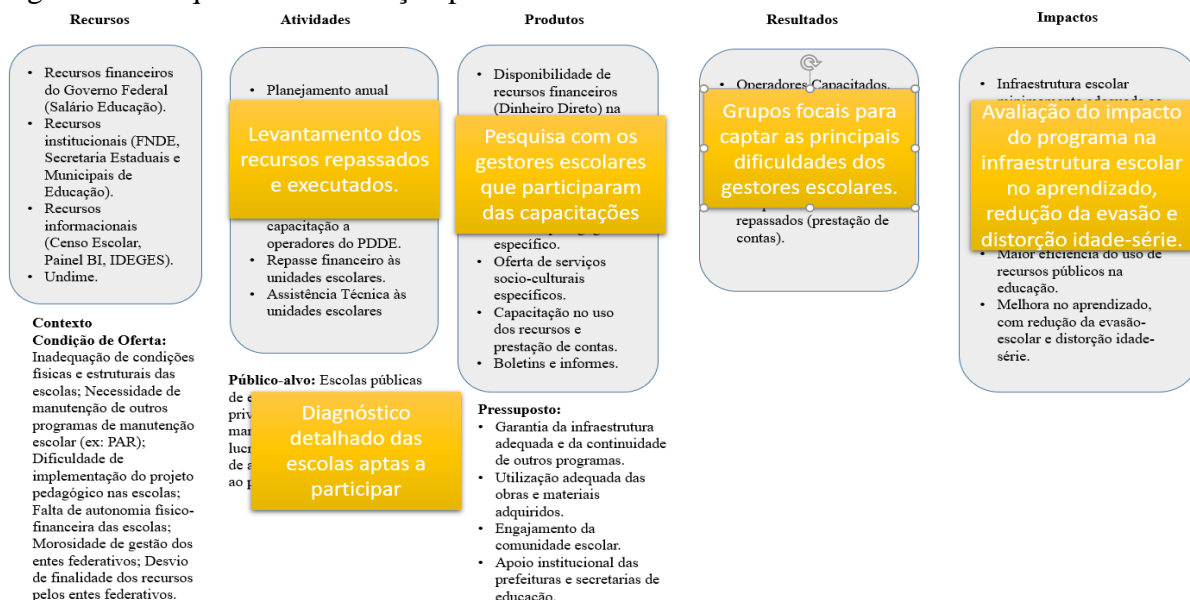 Recursos
Atividades
Produtos
Resultados
Impactos
• Recursos financeiros
do Governo Federal
(Salário Educação).
• Recursos
institucionais (FNDE,
Secretaria Estaduais e
Municipais de
Educação).
• Recursos
informacionais
(Censo Escolar,
Painel BI, IDEGES).
• Undime.
Contexto
Condição de Oferta:
Inadequação de condições
físicas e estruturais das
escolas; Necessidade de
manutenção de outros
programas de manutenção
escolar (ex: PAR);
Dificuldade de
implementação do projeto
pedagógico nas escolas;
Falta de autonomia fisico-
financeira das escolas;
Morosidade de gestão dos
entes federativos; Desvio
de finalidade dos recursos
pelos entes federativos.
• Planejamento anual
Levantamento dos
recursos repassados
e executados.
capacitação a
operadores do PDDE.
• Repasse financeiro às
unidades escolares.
• Assistência Técnica às
unidades escolares
Público-alvo: Escolas públicas
de
Diagnóstico
detalhado das
escolas aptas a
participar
• Disponibilidade de
recursos financeiros
(Dinheiro Direto) na
Pesquisa com os
gestores escolares
que participaram
das capacitações
específico.
• Oferta de serviços
socio-culturais
específicos.
• Capacitação no uso
dos recursos e
prestação de contas.
• Boletins e informes.
Pressuposto:
• Garantia da infraestrutura
adequada e da continuidade
de outros programas.
• Utilização adequada das
obras e materiais
adquiridos.
• Engajamento da
comunidade escolar.
• Apoio institucional das
prefeituras e secretarias de
educação.
• Operadores Capacitados.
Grupos focais para
captar as principais
dificuldades dos
gestores escolares.
repassados (prestação de
contas).
• Infraestrutura escolar
Avaliação do impacto
do programa na
infraestrutura escolar
no aprendizado,
redução da evasão e
distorção idade-série.
• Maior eficiência do uso de
recursos públicos na
educação.
• Melhora no aprendizado,
com redução da evasão-
escolar e distorção idade-
série.